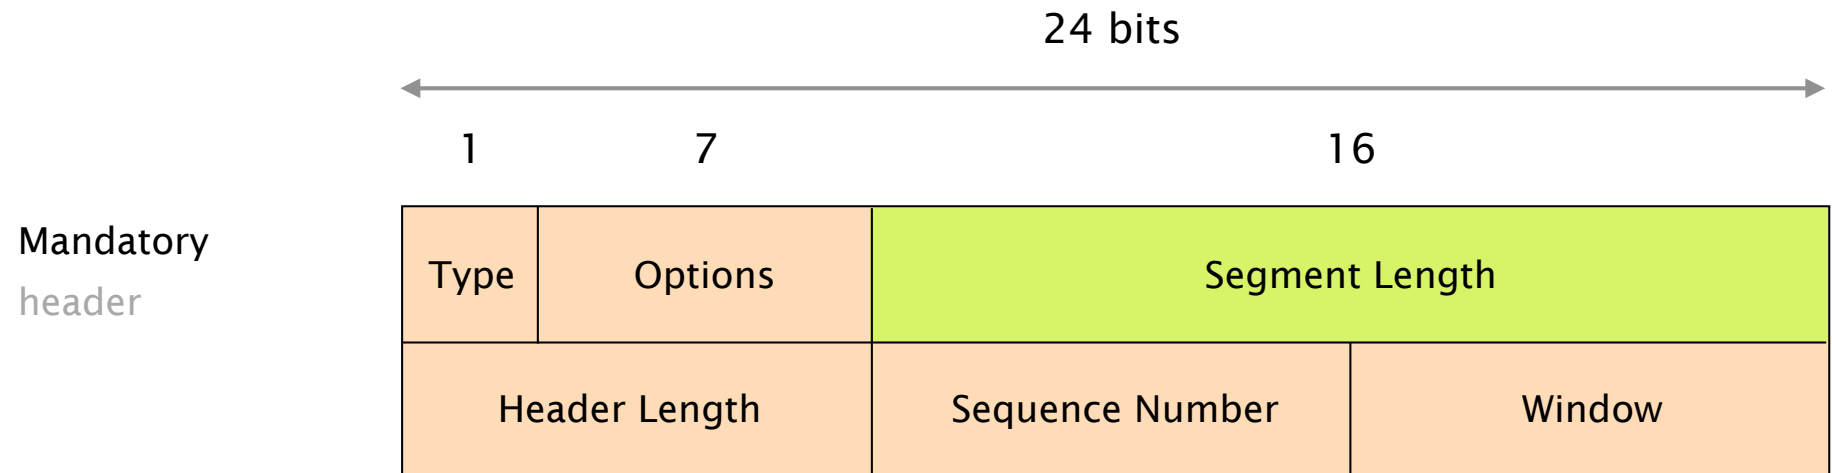 24 bits
1 7 16
Mandatory
header
Type Options Segment Length
Header Length Sequence Number Window